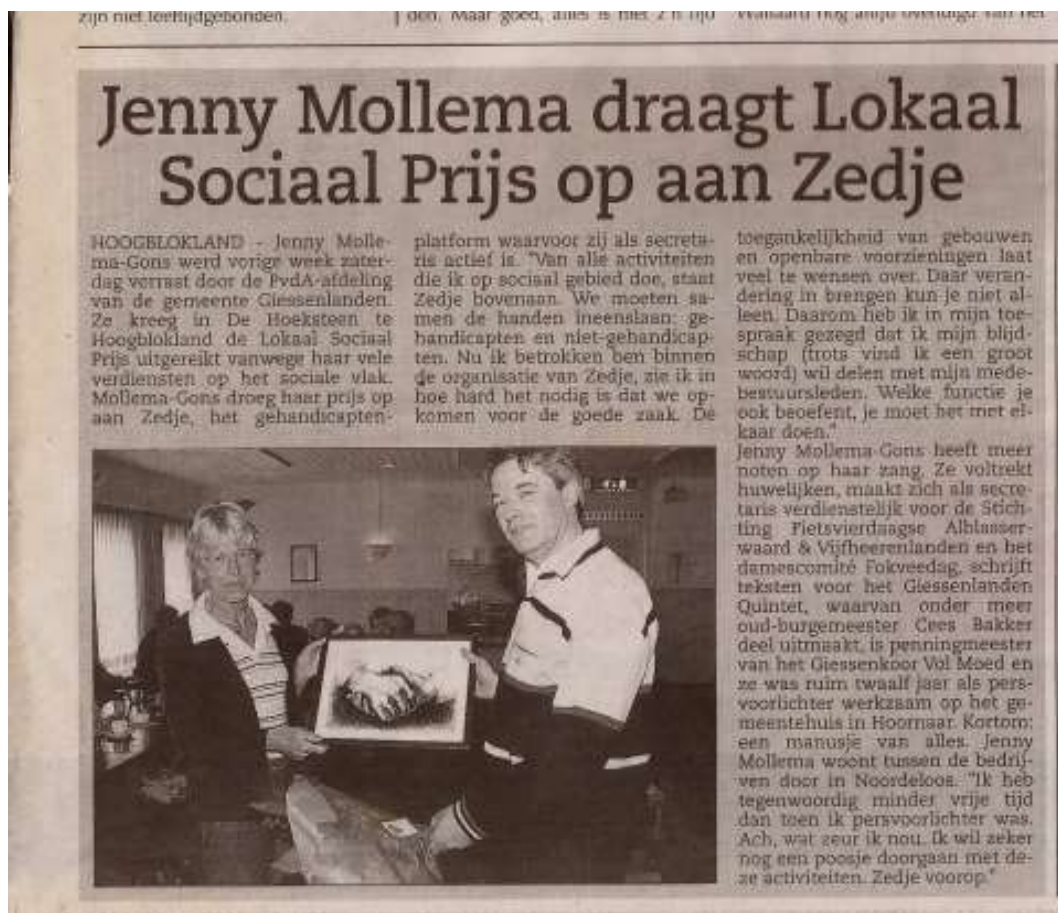 zijn niet leeftijdgebonden.
den. Maar goed, alles is met z'n tijd
nog altijd overtuigd van het
Jenny Mollema draagt Lokaal
Sociaal Prijs op aan Zedje
HOOGBLOKLAND - Jenny Molle-
ma-Gons werd vorige week zater-
dag verrast door de PvdA-afdeling
van de gemeente Giessenlanden.
Ze kreeg in De Hoeksteen te
Hoogblokland de Lokaal Sociaal
Prijs uitgereikt vanwege haar vele
verdiensten op het sociale vlak.
Mollema-Gons droeg haar prijs op
aan Zedje, het gehandicapten-
platform waarvoor zij als secreta-
ris actief is. "Van alle activiteiten
die ik op sociaal gebied doe, staat
Zedje bovenaan. We moeten sa-
men de handen ineenslaan: ge-
handicapten en niet-gehandicap-
ten. Nu ik betrokken ben binnen
de organisatie van Zedje, zie ik in
hoe hard het nodig is dat we op-
komen voor de goede zaak. De
toegankelijkheid van gebouwen
en openbare voorzieningen laat
veel te wensen over. Daar veran-
dering in brengen kun je niet al-
leen. Daarom heb ik in mijn toe-
spraak gezegd dat ik mijn blijd-
schap (trots vind ik een groot
woord) wil delen met mijn mede-
bestuursleden. Welke functie je
ook beoefent, je moet het met el-
kaar doen."
Jenny Mollema-Gons heeft meer
noten op haar zang. Ze voltrekt
huwelijken, maakt zich als secre-
taris verdienstelijk voor de Stich-
ting Fietsvierdaagse Alblasser-
waard & Vijfheerenlanden en het
damescomité Fokveedag, schrijft
teksten voor het Giessenlanden
Quintet, waarvan onder meer
oud-burgemeester Cees Bakker
deel uitmaakt, is penningmeester
van het Giessenkoor Vol Moed en
ze was ruim twaalf jaar als pers-
voorlichter werkzaam op het ge-
meentehuis in Hoornaar. Kortom:
een manusje van alles. Jenny
Mollema woont tussen de bedrij-
ven door in Noordeloos. "Ik heb
tegenwoordig minder vrije tijd
dan toen ik persvoorlichter was.
Ach, wat zeur ik nou. Ik wil zeker
nog een poosje doorgaan met de-
ze activiteiten. Zedje voorop."